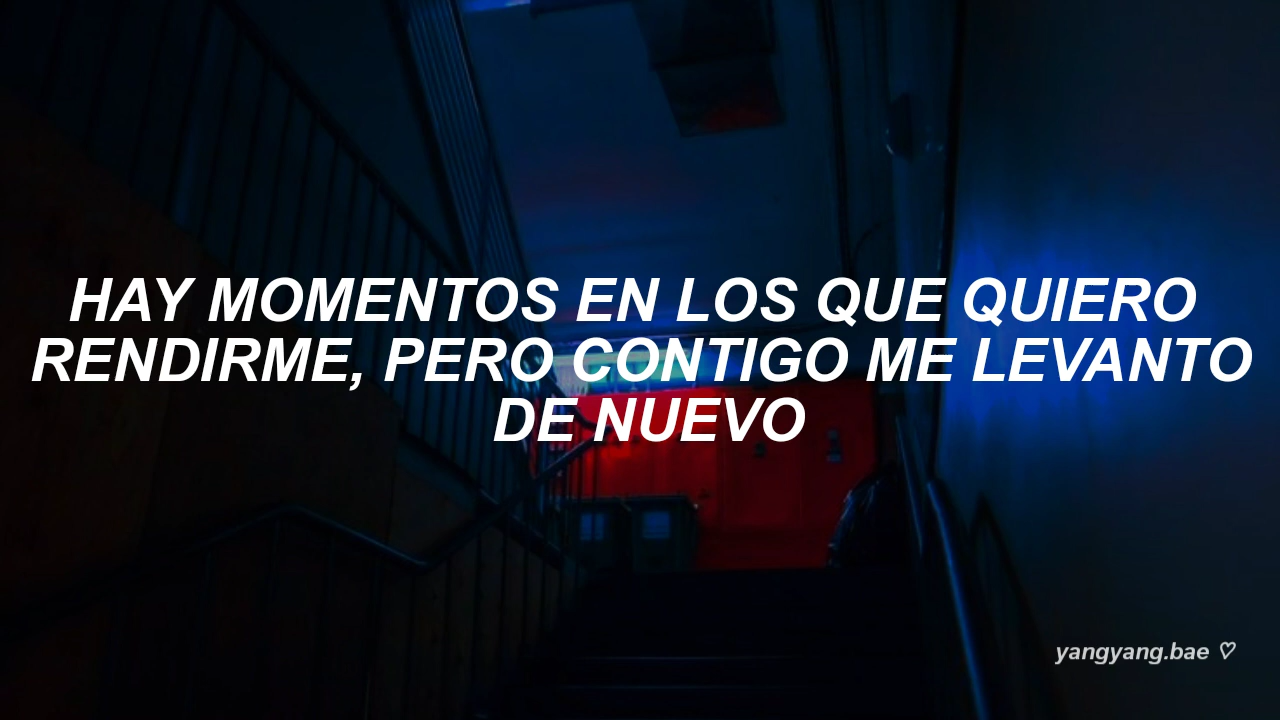 HAY MOMENTOS EN LOS QUE QUIERO
RENDIRME, PERO CONTIGO ME LEVANTO
DE NUEVO
yangyang.bae ♡